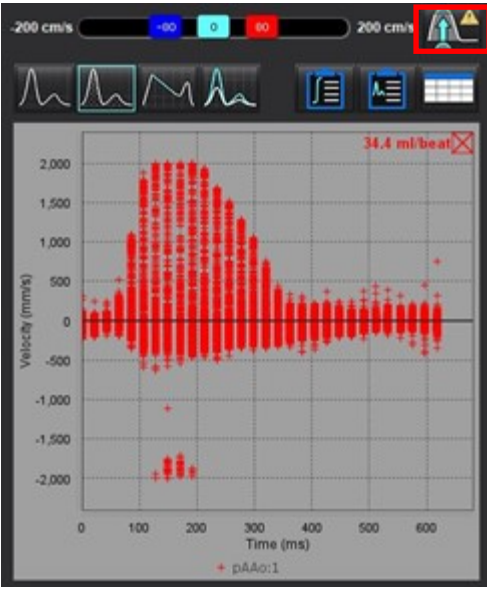 -200 cm/s -80 0 80 200 cm/s
34.4 ml/beat
2,000
1,500
1,000
500
0
-500
-1,000
-1,500
-2,000
Velocity (mm/s)
0 100 200 300 400 500 600
Time (ms)
+ pAAo:1